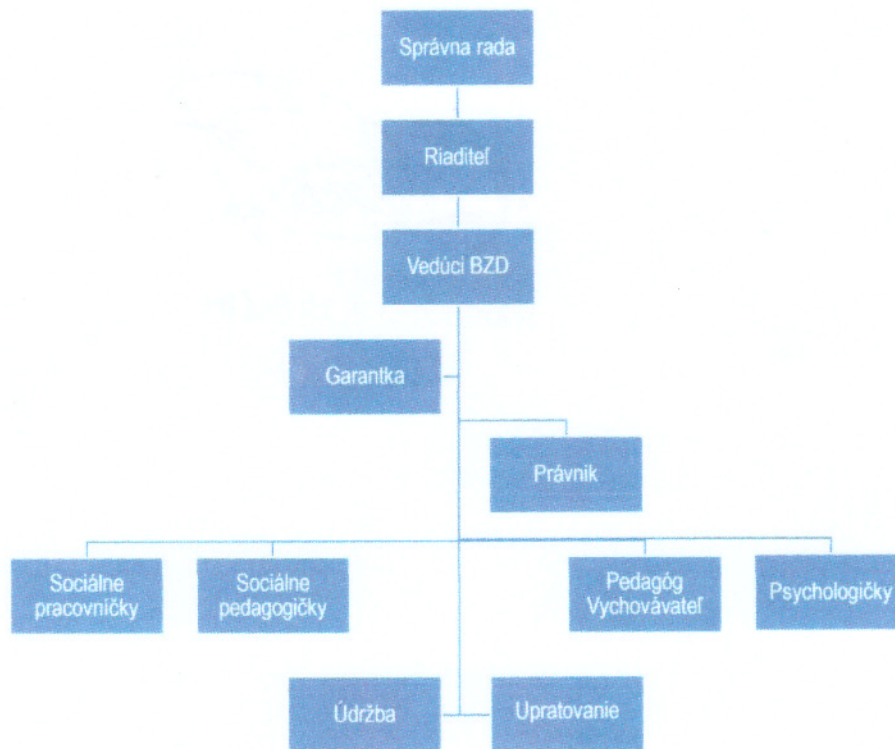 Správna rada
Riaditeľ
Vedúci BZD
Garantka
Právnik
Sociálne
pracovníčky
Sociálne
pedagogičky
Pedagóg
Vychovávateľ
Psychologičky
Údržba
Upratovanie